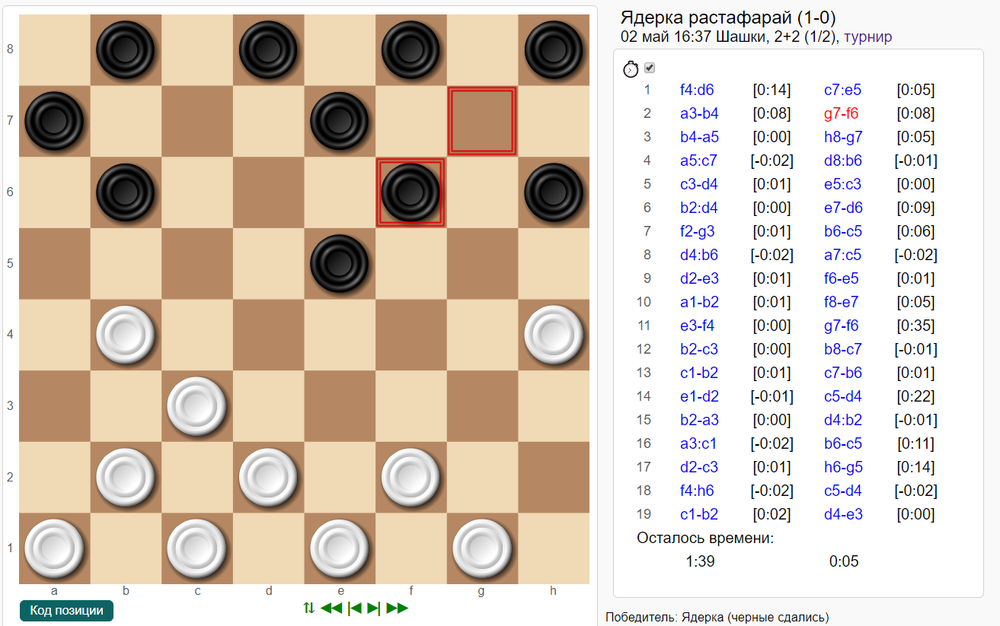 Ядерка растафарай (1-0)
02 май 16:37 Шашки, 2+2 (1/2), турнир
1 f4:d6 [0:14] c7:e5 [0:05]
2 a3-b4 [0:08] g7-f6 [0:08]
3 b4-a5 [0:00] h8-g7 [0:05]
4 a5:c7 [-0:02] d8:b6 [-0:01]
5 c3-d4 [0:01] e5:c3 [0:00]
6 b2:d4 [0:00] e7-d6 [0:09]
7 f2-g3 [0:01] b6-c5 [0:06]
8 d4:b6 [-0:02] a7:c5 [-0:02]
9 d2-e3 [0:01] f6-e5 [0:01]
10 a1-b2 [0:01] f8-e7 [0:05]
11 e3-f4 [0:00] g7-f6 [0:35]
12 b2-c3 [0:00] b8-c7 [-0:01]
13 c1-b2 [0:01] c7-b6 [0:01]
14 e1-d2 [-0:01] c5-d4 [0:22]
15 b2-a3 [0:00] d4:b2 [-0:01]
16 a3:c1 [-0:02] b6-c5 [0:11]
17 d2-c3 [0:01] h6-g5 [0:14]
18 f4:h6 [-0:02] c5-d4 [-0:02]
19 c1-b2 [0:02] d4-e3 [0:00]
Осталось времени:
1:39 0:05
Победитель: Ядерка (черные сдались)
8
7
6
5
4
3
2
1
a b c d e f g h
Код позиции